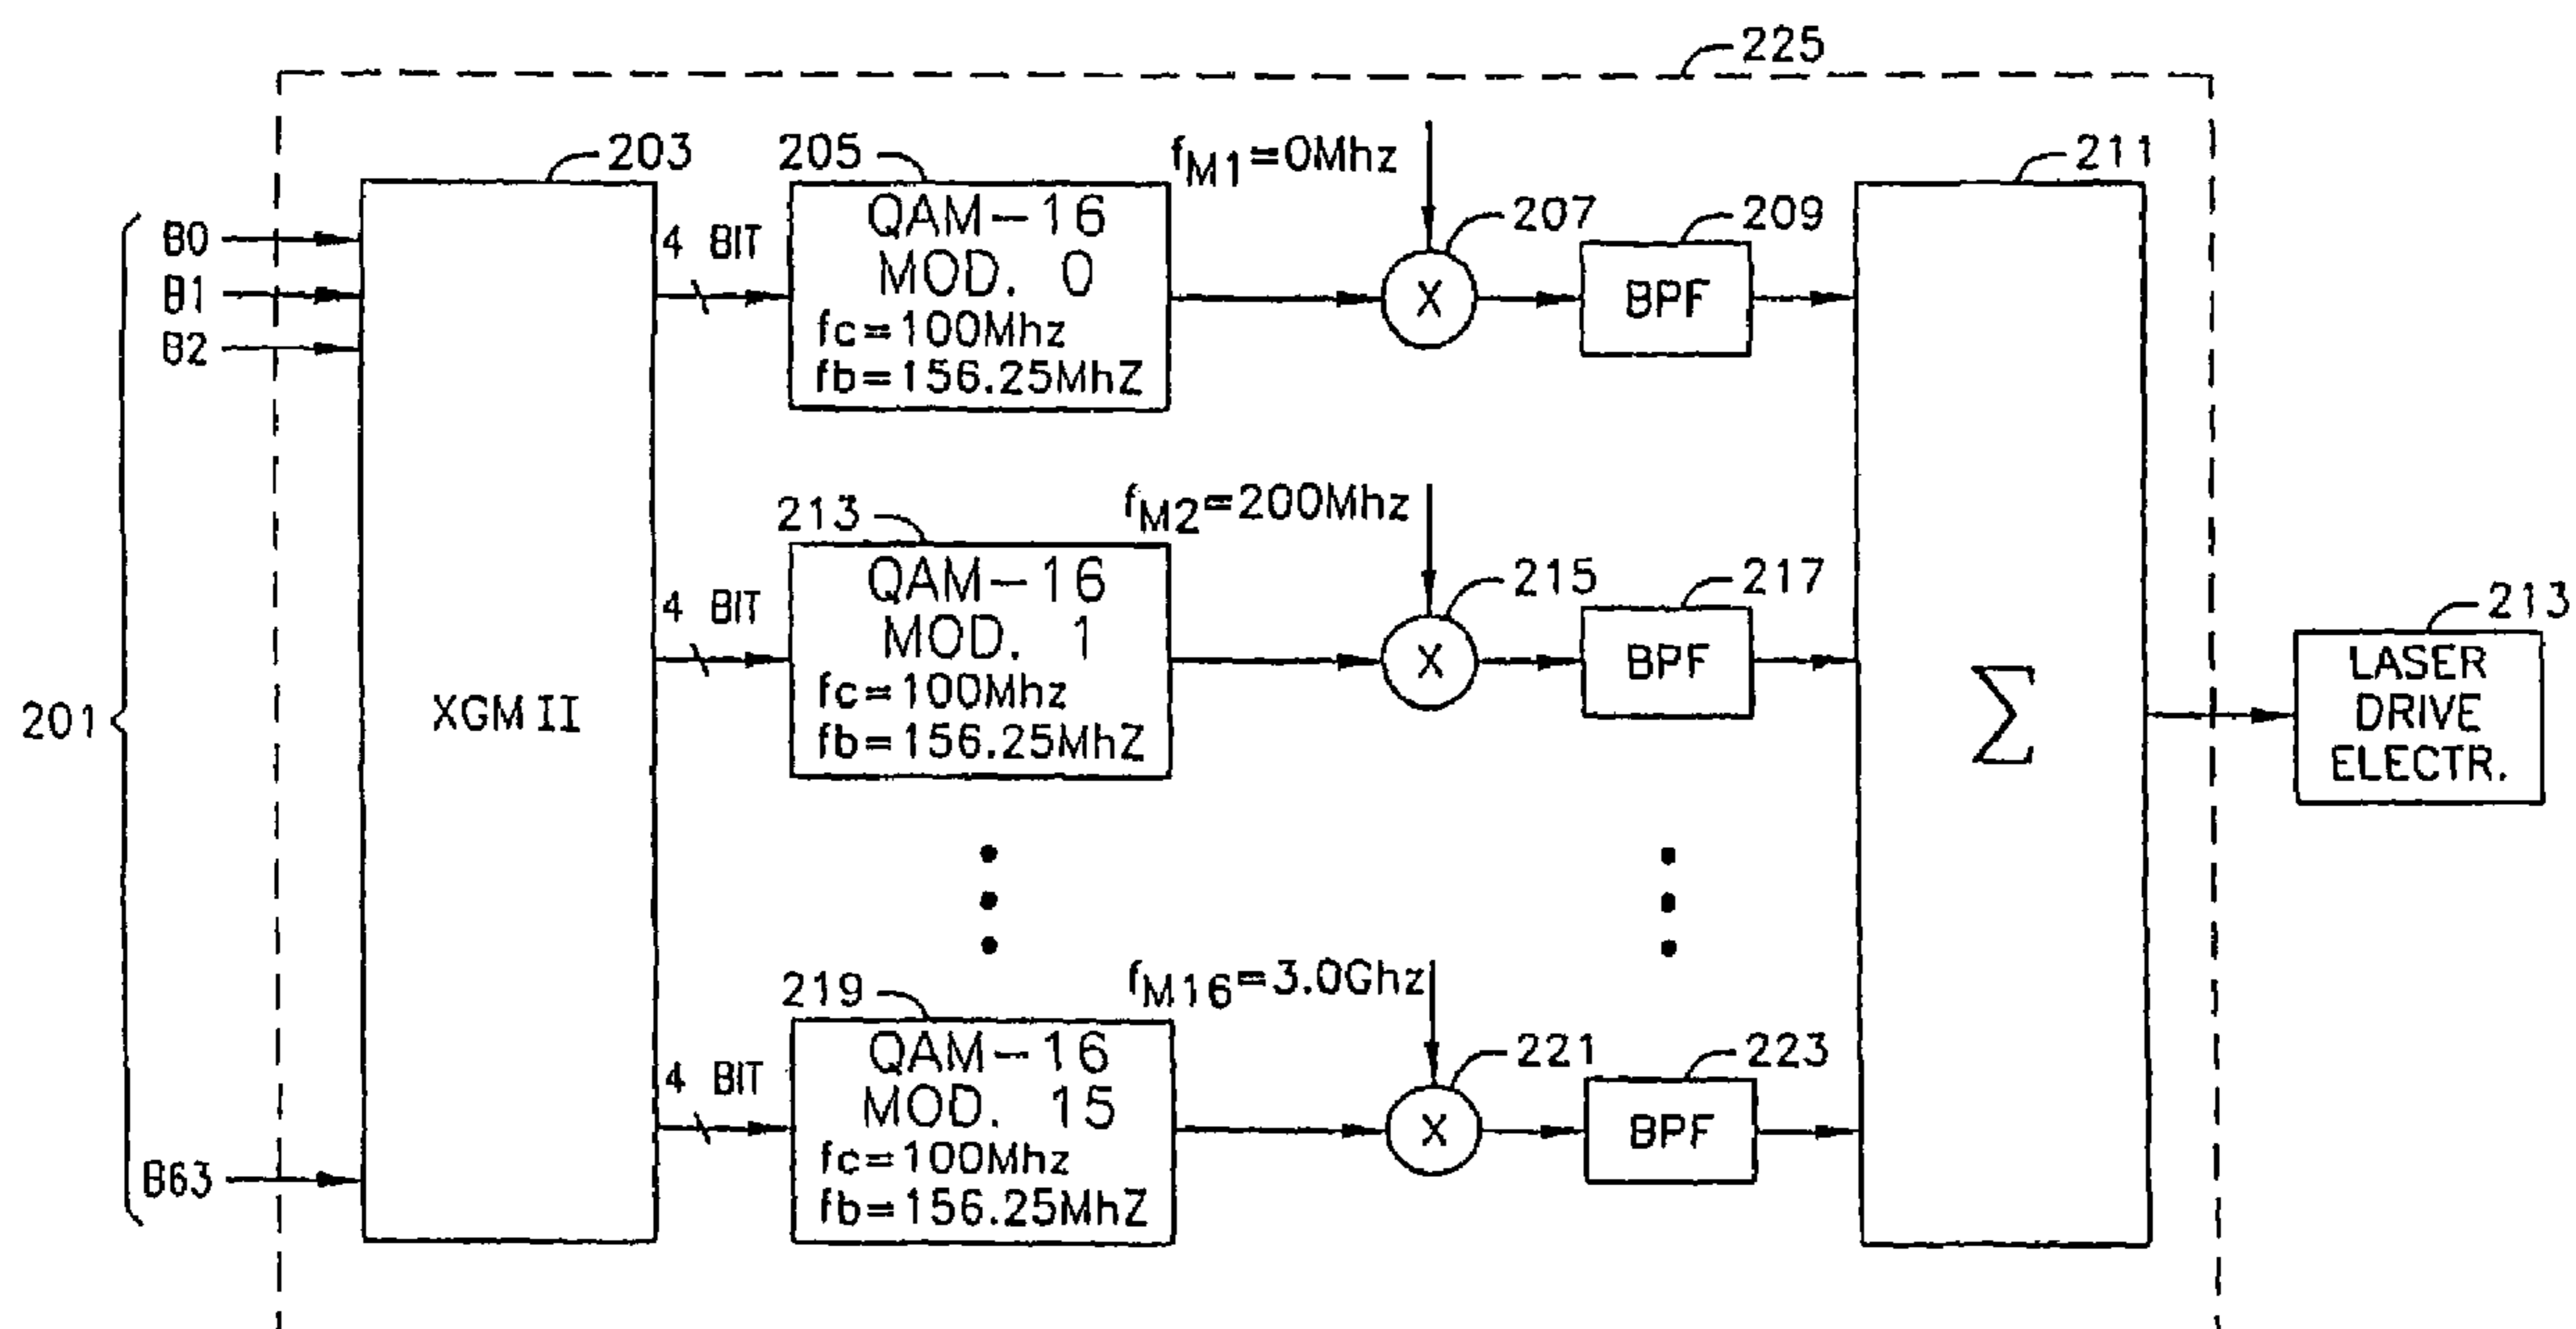 225
203
205
fM1=0Mhz
211
B0
B1
B2
4 BIT
QAM-16
MOD. 0
fc=100Mhz
fb=156.25MhZ
207
209
X
BPF
213
fM2=200Mhz
4 BIT
QAM-16
MOD. 1
fc=100Mhz
fb=156.25MhZ
215
217
X
BPF
201
XGMII
Σ
213
LASER
DRIVE
ELECTR.
219
fM16=3.0Ghz
4 BIT
QAM-16
MOD. 15
fc=100Mhz
fb=156.25MhZ
221
223
X
BPF
B63